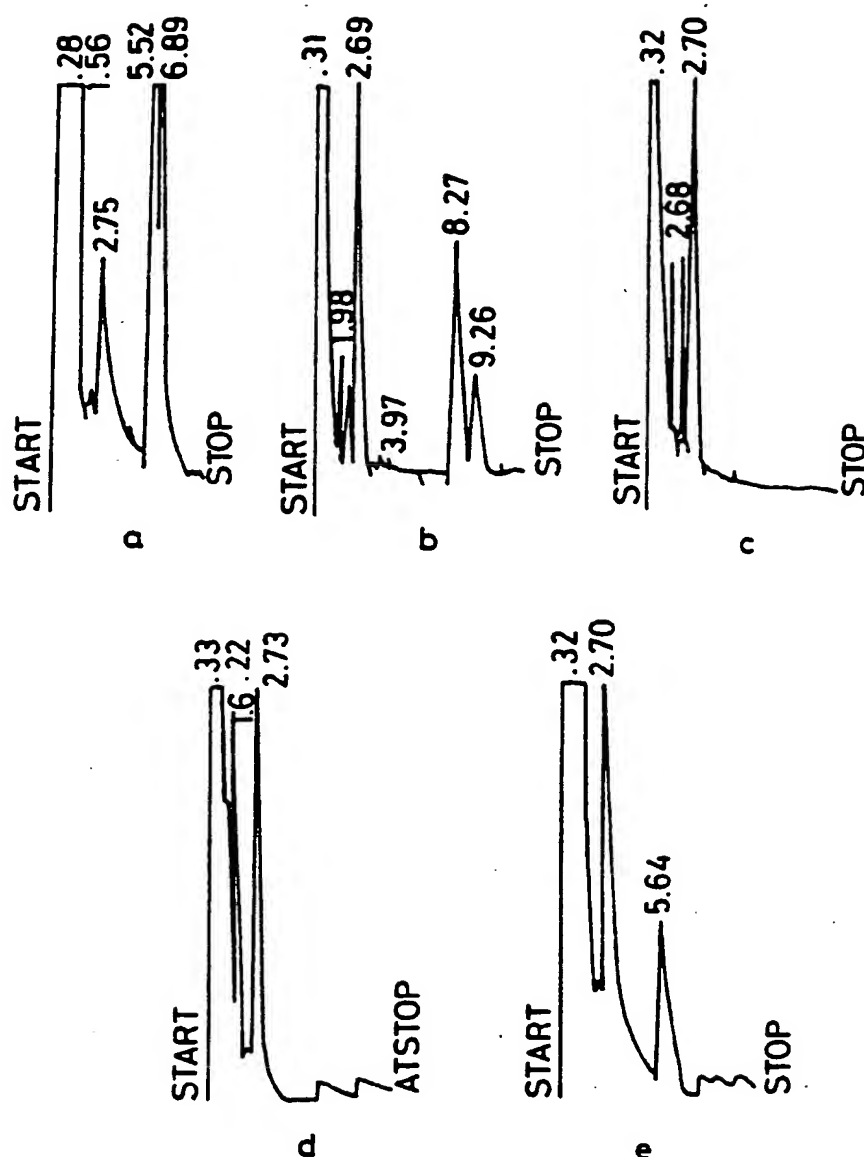 START
.28
1.56
2.75
5.52
6.89
STOP
a
START
.31
1.98
2.69
3.97
8.27
9.26
STOP
b
START
.32
2.68
2.70
STOP
c
START
.33
1.6
.22
2.73
ATSTOP
d
START
.32
2.70
5.64
STOP
e